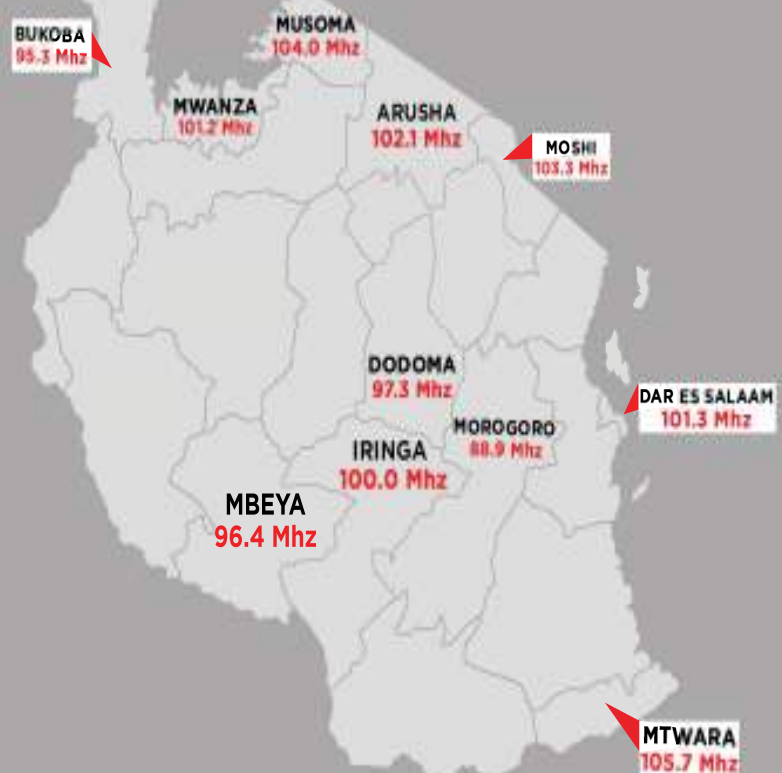 BUKOBA
95.3 Mhz
MUSOMA
104.0 Mhz
MWANZA
101.2 Mhz
ARUSHA
102.1 Mhz
MOSHI
103.3 Mhz
DODOMA
97.3 Mhz
DAR ES SALAAM
101.3 Mhz
MOROGORO
88.9 Mhz
IRINGA
100.0 Mhz
MBEYA
96.4 Mhz
MTWARA
105.7 Mhz